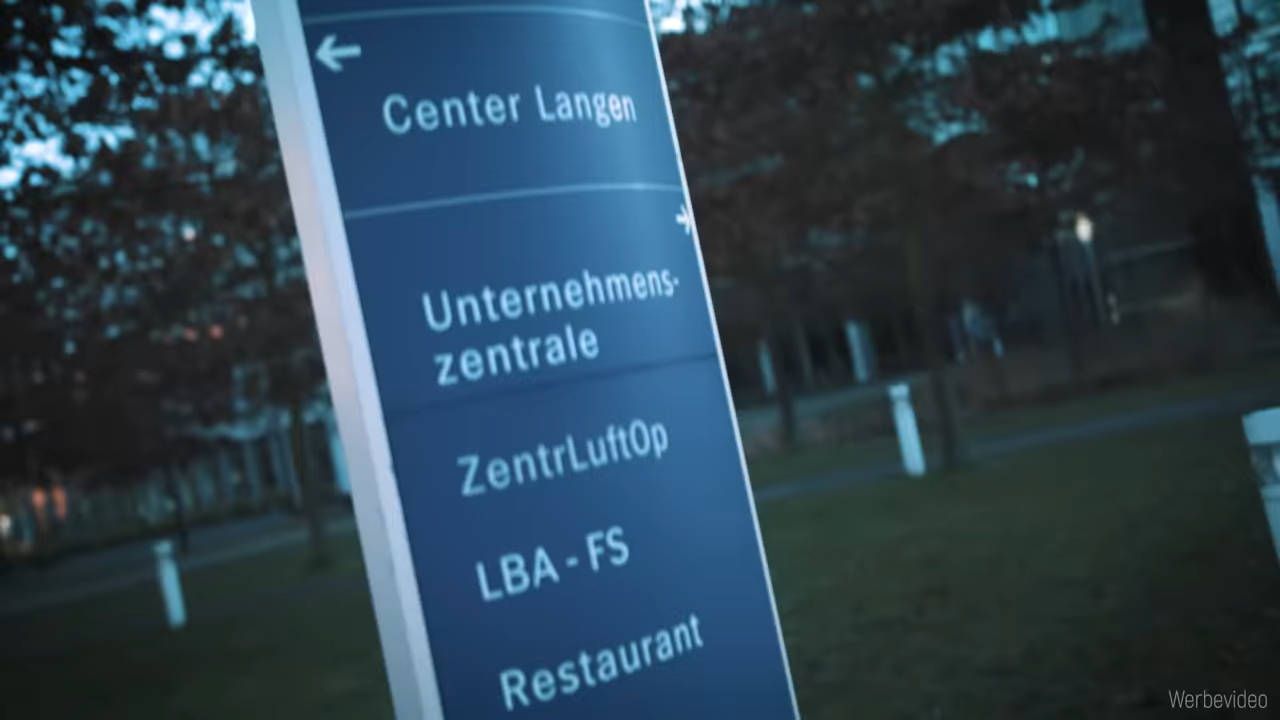 Center Langen
Unternehmens-
zentrale
ZentrLuftOp
LBA - FS
Restaurant
Werbevideo